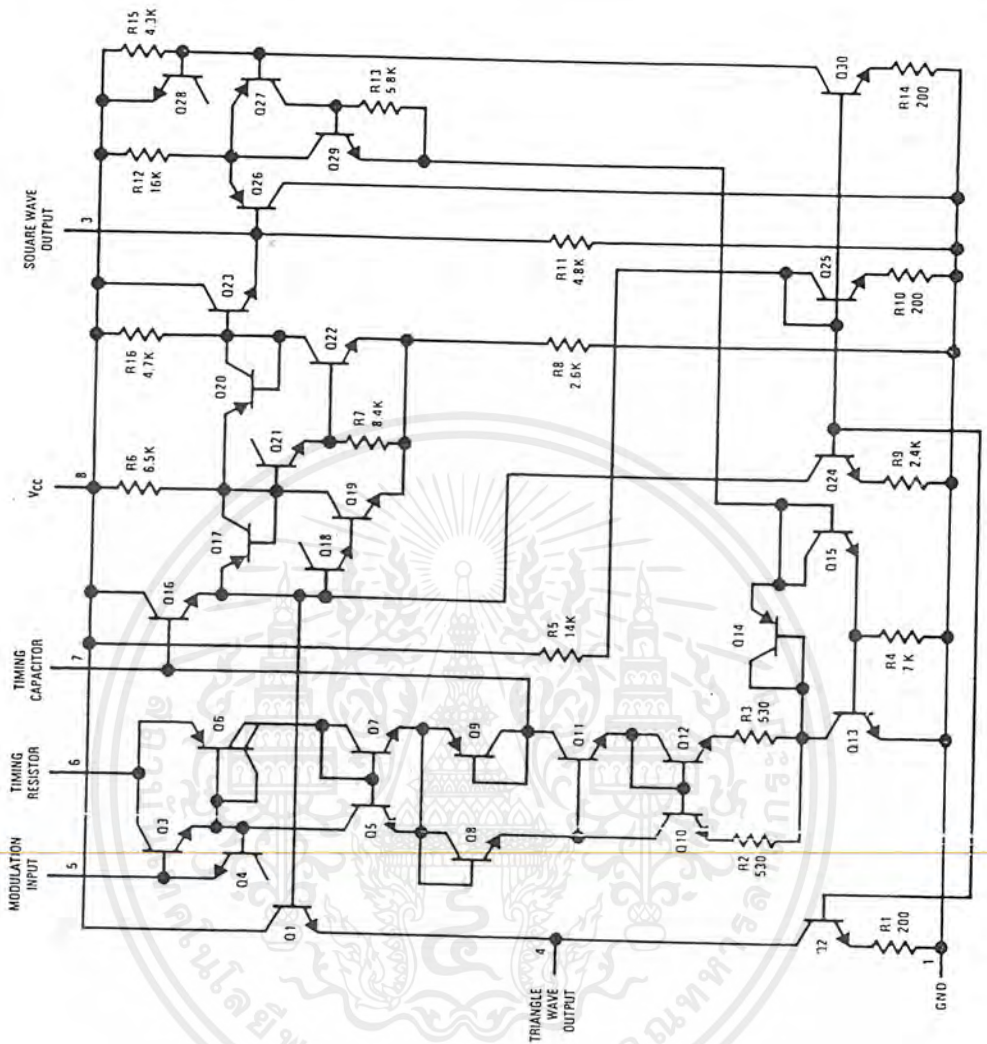 MODULATION
INPUT
5
TIMING
RESISTOR
6
TIMING
CAPACITOR
7
VCC
8
SQUARE WAVE
OUTPUT
3
R15
4.3K
Q28
R12
16K
Q27
R13
5.8K
Q29
Q26
Q23
R16
4.7K
Q20
Q22
R6
6.5K
Q21
R7
8.4K
Q17
Q19
Q18
Q16
Q3
Q4
Q6
Q5
Q7
Q8
Q9
Q1
R5
14K
R8
2.6K
R11
4.8K
Q25
R10
200
Q30
R14
200
Q24
R9
2.4K
Q15
Q14
R4
7K
Q13
Q11
Q12
R3
530
Q10
R2
530
TRIANGLE
WAVE
OUTPUT
4
R1
200
1
GND